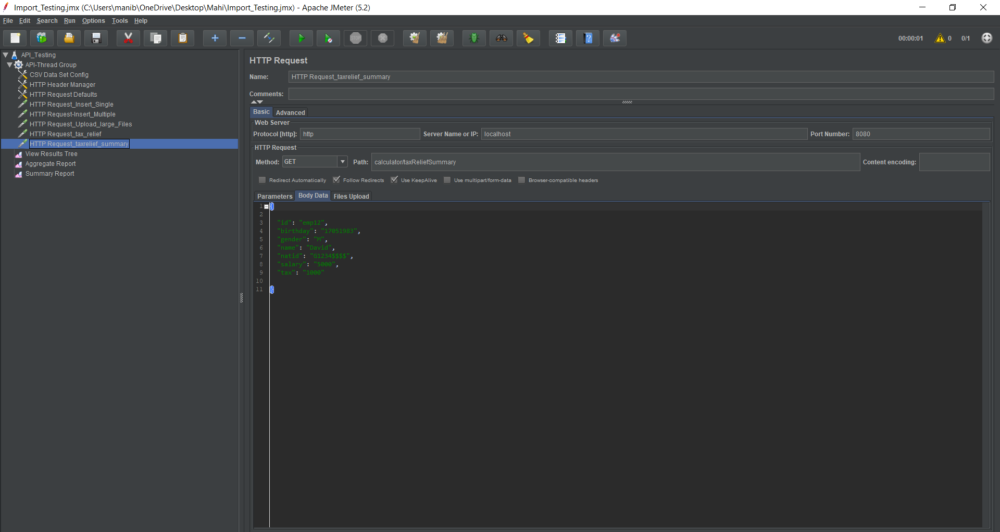 Import_Testing.jmx (C:\Users\manib\OneDrive\Desktop\Mahi\Import_Testing.jmx) - Apache JMeter (5.2)
File Edit Search Run Options Tools Help
STOP
00:00:01 0 0/1
API_Testing
API-Thread Group
CSV Data Set Config
HTTP Header Manager
HTTP Request Defaults
HTTP Request_Insert_Single
HTTP Request-Insert_Multiple
HTTP Request_Upload_large_Files
HTTP Request_tax_relief
HTTP Request_taxrelief_summary
View Results Tree
Aggregate Report
Summary Report
HTTP Request
Name: HTTP Request_taxrelief_summary
Comments:
Basic Advanced
Web Server
Protocol [http]: http Server Name or IP: localhost Port Number: 8080
HTTP Request
Method: GET Path: calculator/taxReliefSummary Content encoding:
Redirect Automatically Follow Redirects Use KeepAlive Use multipart/form-data Browser-compatible headers
Parameters Body Data Files Upload
1 {
2
3 "id": "emp12",
4 "birthday": "17051983",
5 "gender": "M",
6 "name": "David",
7 "natid": "G1234$$$$",
8 "salary": "5000",
9 "tax": "1000"
10
11 }